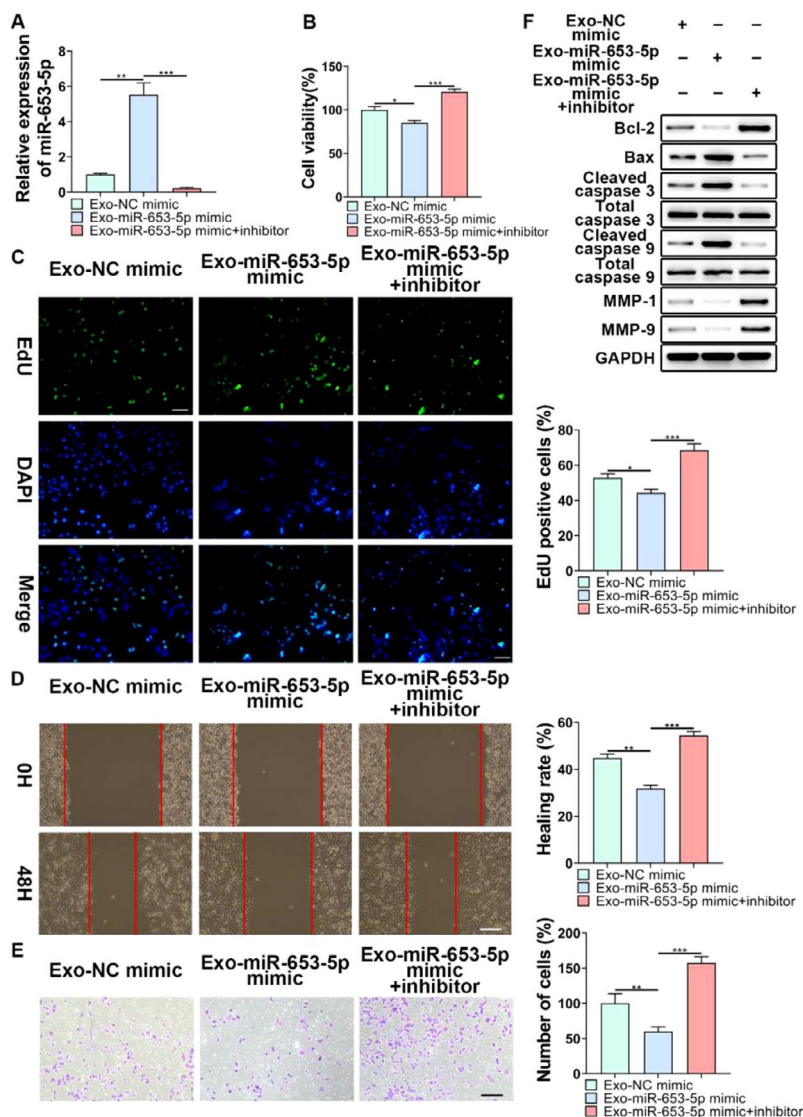 A
Relative expression
of miR-653-5p
8
6
4
2
0
**
***
Exo-NC mimic
Exo-miR-653-5p mimic
Exo-miR-653-5p mimic+inhibitor
B
Cell viability(%)
150
100
50
0
*
***
Exo-NC mimic
Exo-miR-653-5p mimic
Exo-miR-653-5p mimic+inhibitor
F
Exo-NC
mimic
+
–
–
Exo-miR-653-5p
mimic
–
+
–
Exo-miR-653-5p
mimic
+inhibitor
–
–
+
Bcl-2
Bax
Cleaved
caspase 3
Total
caspase 3
Cleaved
caspase 9
Total
caspase 9
MMP-1
MMP-9
GAPDH
C
Exo-NC mimic
Exo-miR-653-5p
mimic
Exo-miR-653-5p
mimic
+inhibitor
EdU
DAPI
Merge
EdU positive cells (%)
80
60
40
20
0
*
***
Exo-NC mimic
Exo-miR-653-5p mimic
Exo-miR-653-5p mimic+inhibitor
D
Exo-NC mimic
Exo-miR-653-5p
mimic
Exo-miR-653-5p
mimic
+inhibitor
0H
48H
Healing rate (%)
60
40
20
0
**
***
Exo-NC mimic
Exo-miR-653-5p mimic
Exo-miR-653-5p mimic+inhibitor
E
Exo-NC mimic
Exo-miR-653-5p
mimic
Exo-miR-653-5p
mimic
+inhibitor
Number of cells (%)
200
150
100
50
0
**
***
Exo-NC mimic
Exo-miR-653-5p mimic
Exo-miR-653-5p mimic+inhibitor